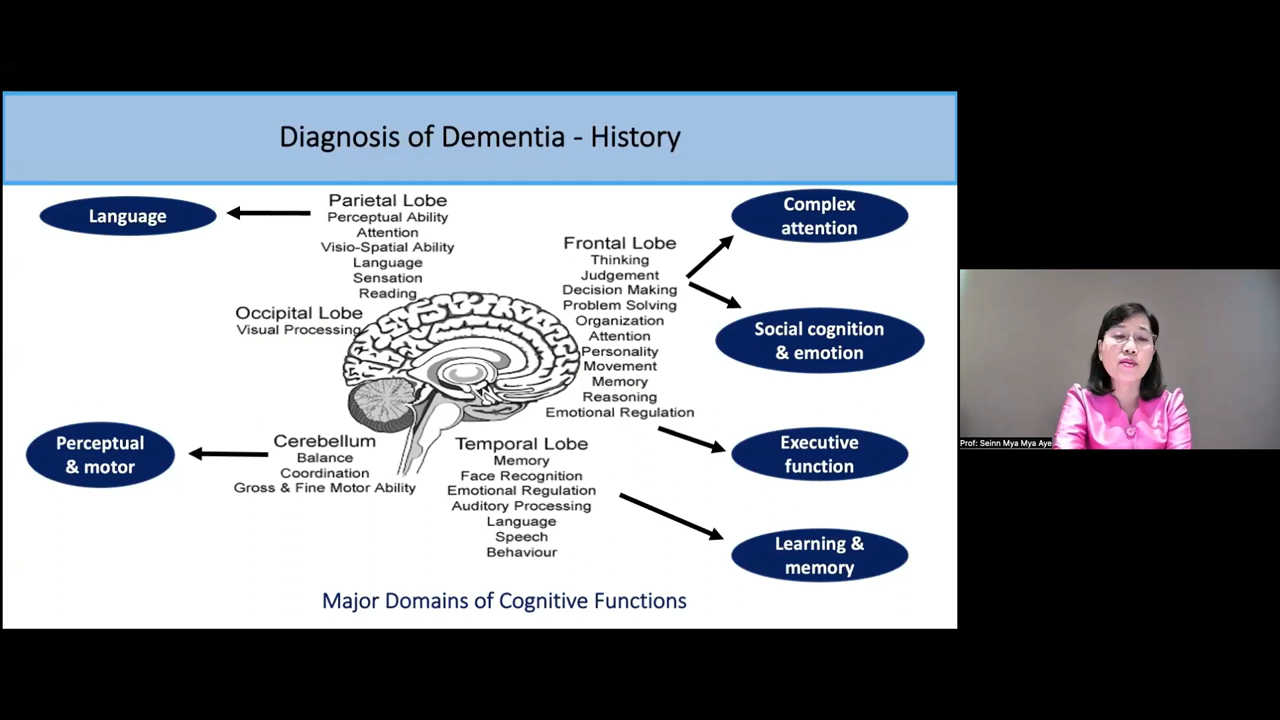 Diagnosis of Dementia - History
Language
Parietal Lobe
Perceptual Ability
Attention
Visio-Spatial Ability
Language
Sensation
Reading
Occipital Lobe
Visual Processing
Frontal Lobe
Thinking
Judgement
Decision Making
Problem Solving
Organization
Attention
Personality
Movement
Memory
Reasoning
Emotional Regulation
Complex
attention
Social cognition
& emotion
Perceptual
& motor
Cerebellum
Balance
Coordination
Gross & Fine Motor Ability
Temporal Lobe
Memory
Face Recognition
Emotional Regulation
Auditory Processing
Language
Speech
Behaviour
Executive
function
Learning &
memory
Major Domains of Cognitive Functions
Prof: Seinn Mya Mya Aye